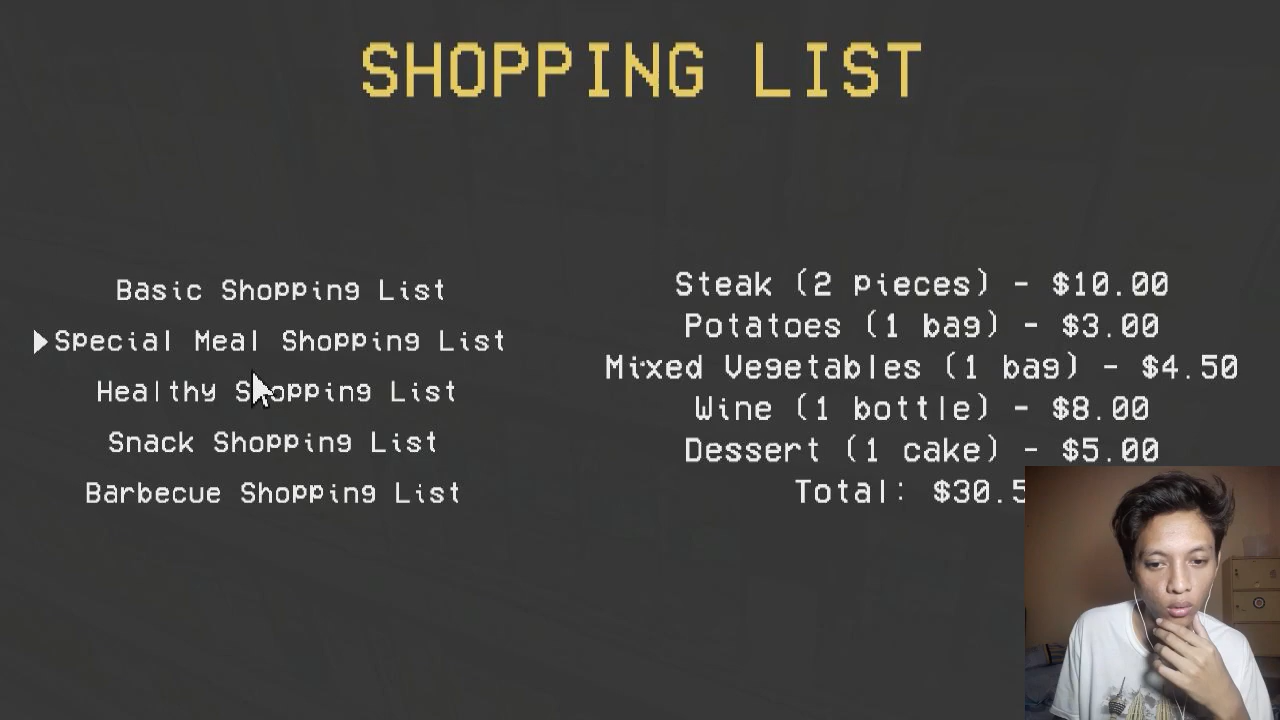 SHOPPING LIST
Basic Shopping List
Special Meal Shopping List
Healthy Shopping List
Snack Shopping List
Barbecue Shopping List
Steak (2 pieces) - $10.00
Potatoes (1 bag) - $3.00
Mixed Vegetables (1 bag) - $4.50
Wine (1 bottle) - $8.00
Dessert (1 cake) - $5.00
Total: $30.5